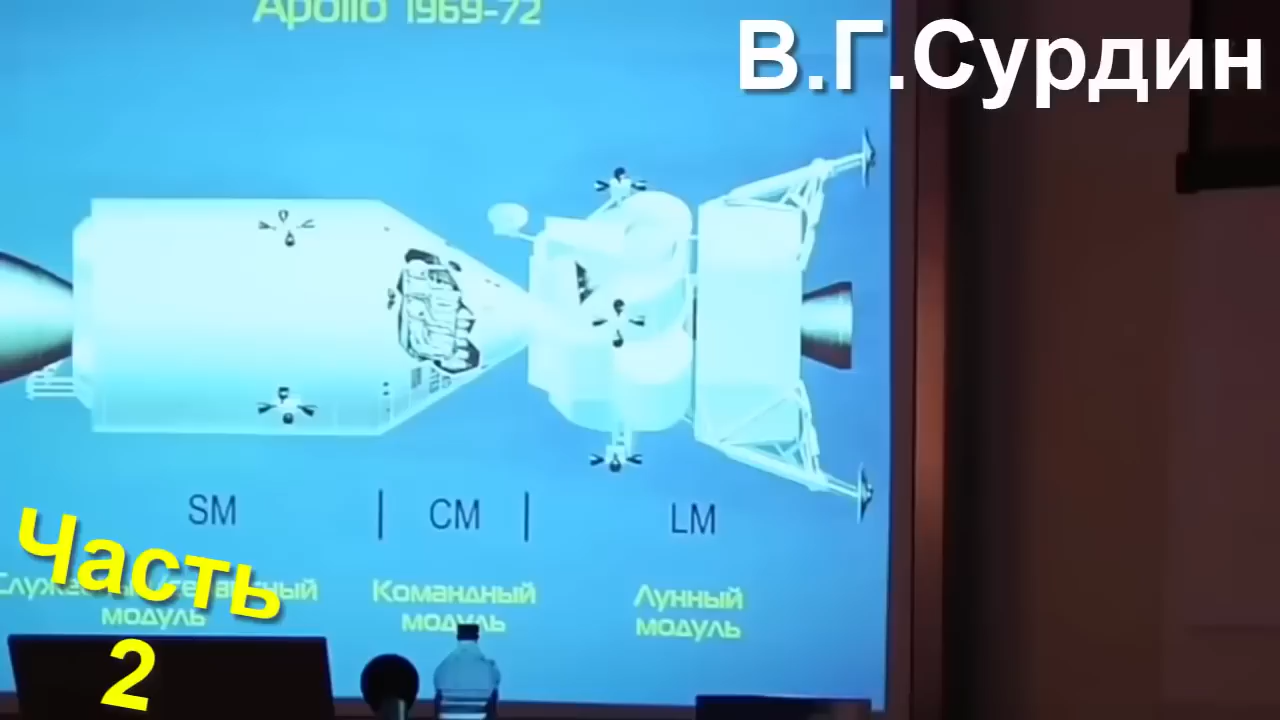 Apollo 1969-72
В.Г.Сурдин
SM | CM | LM
Часть
2
модуль
Командный
модуль
Лунный
модуль